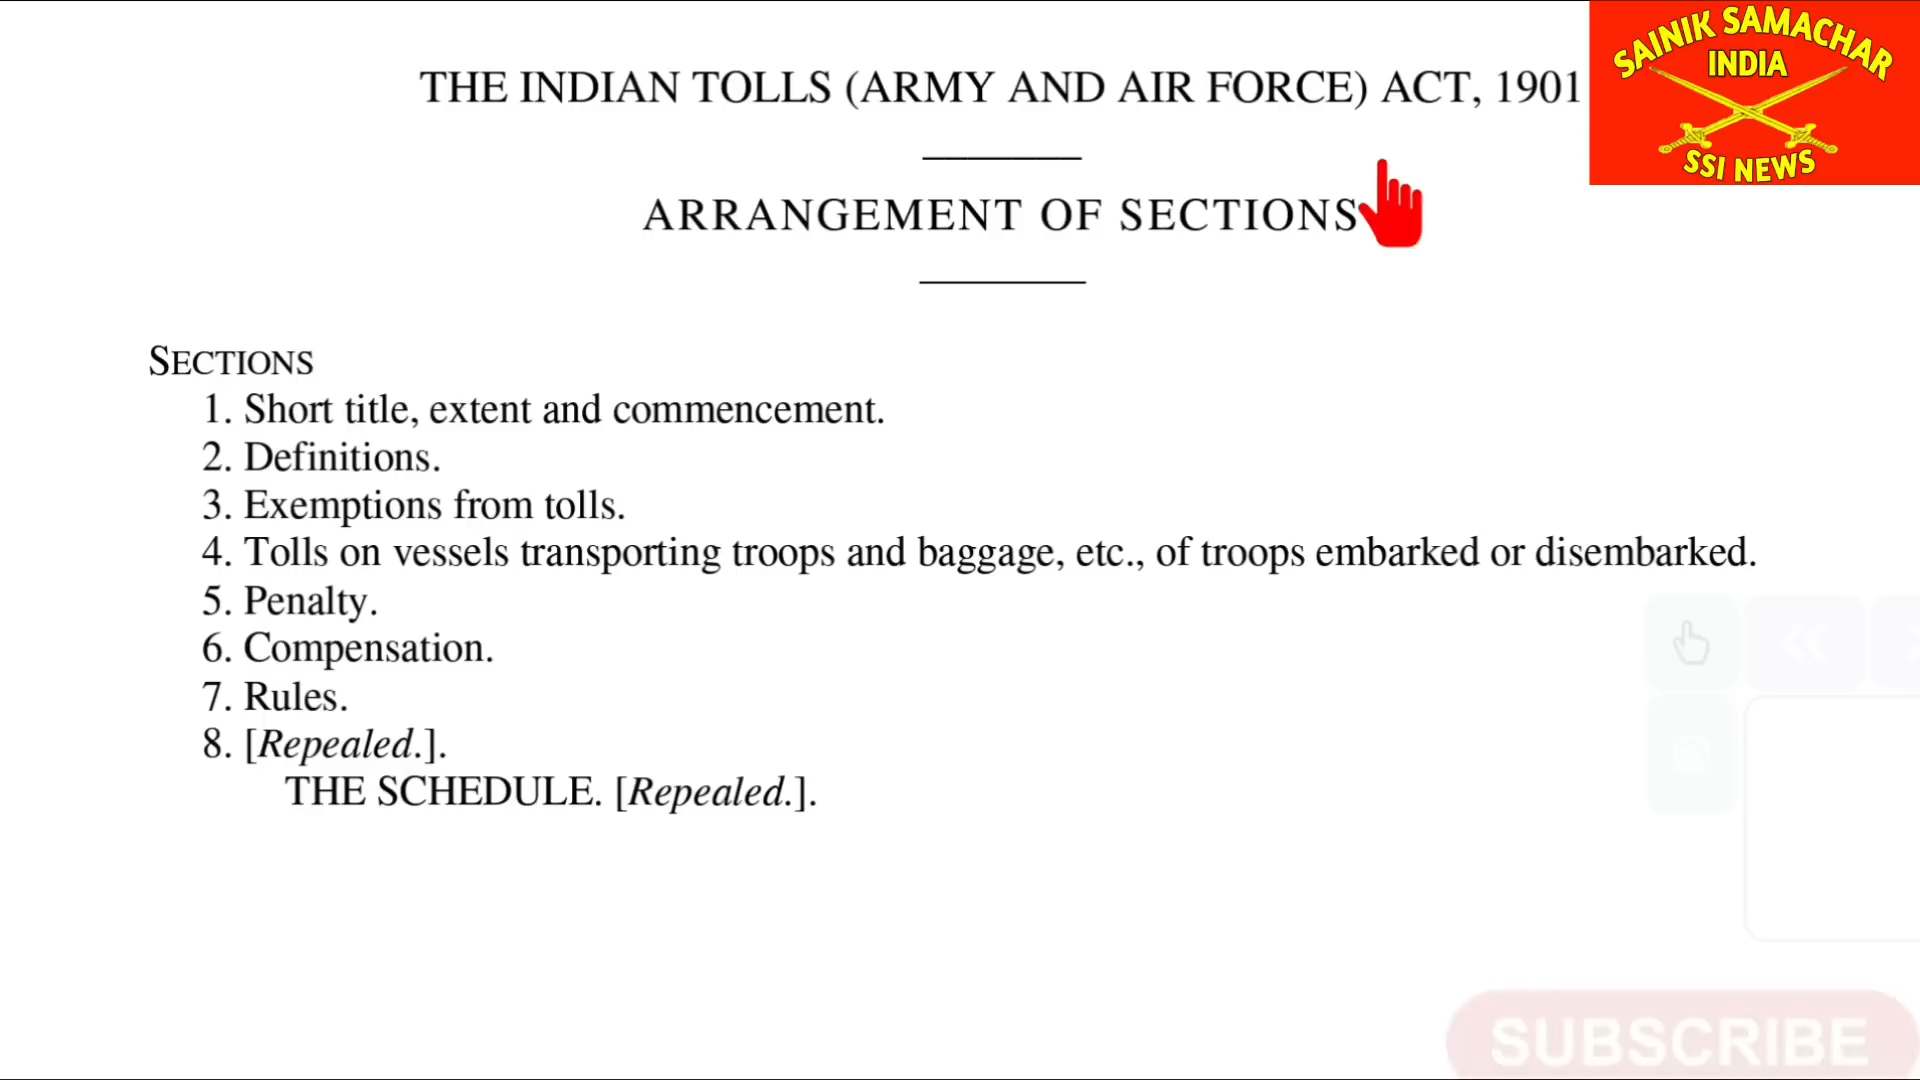 THE INDIAN TOLLS (ARMY AND AIR FORCE) ACT, 1901
SAINIK SAMACHAR
INDIA
SSI NEWS
ARRANGEMENT OF SECTIONS
SECTIONS
1. Short title, extent and commencement.
2. Definitions.
3. Exemptions from tolls.
4. Tolls on vessels transporting troops and baggage, etc., of troops embarked or disembarked.
5. Penalty.
6. Compensation.
7. Rules.
8. [Repealed.].
THE SCHEDULE. [Repealed.].
SUBSCRIBE